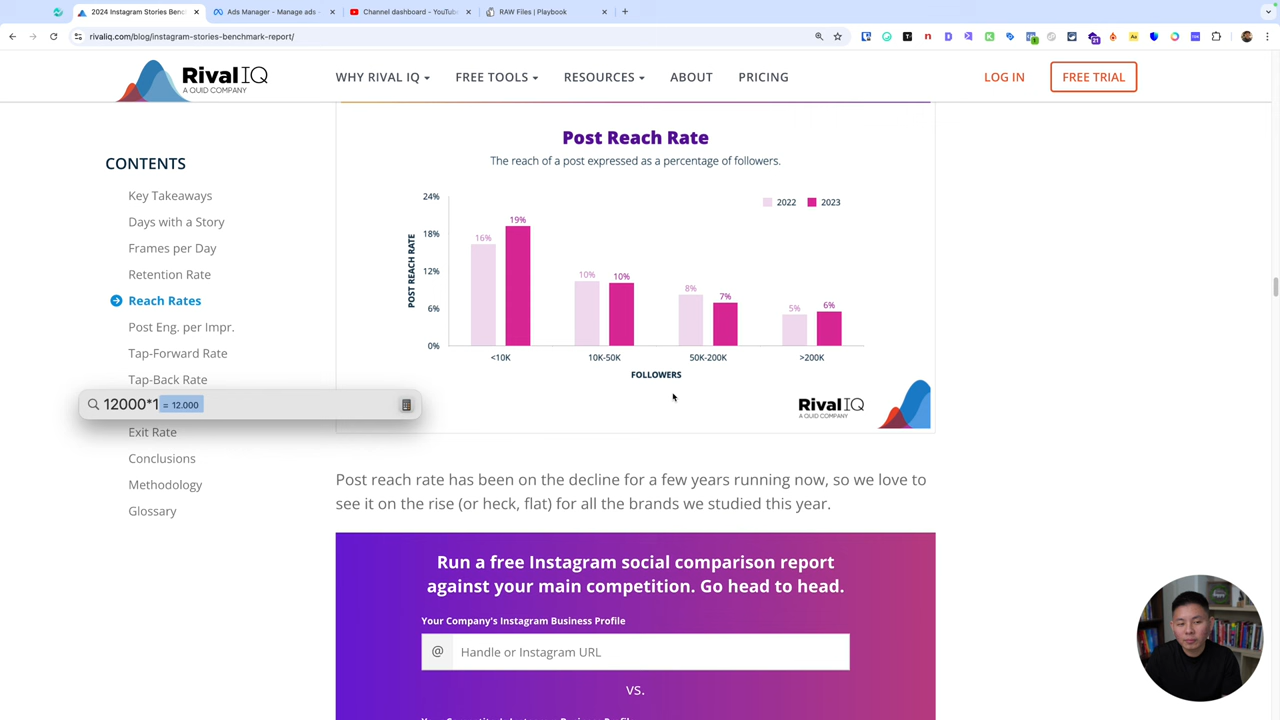 2024 Instagram Stories Benc
Ads Manager - Manage ads
Channel dashboard - YouTube
RAW Files | Playbook
rivaliq.com/blog/instagram-stories-benchmark-report/
RivalIQ
A QUID COMPANY
WHY RIVAL IQ
FREE TOOLS
RESOURCES
ABOUT
PRICING
LOG IN
FREE TRIAL
CONTENTS
Key Takeaways
Days with a Story
Frames per Day
Retention Rate
Reach Rates
Post Eng. per Impr.
Tap-Forward Rate
Tap-Back Rate
12000*1 = 12.000
Exit Rate
Conclusions
Methodology
Glossary
Post Reach Rate
The reach of a post expressed as a percentage of followers.
2022
2023
POST REACH RATE
24%
18%
12%
6%
0%
16%
19%
10%
10%
8%
7%
5%
6%
<10K
10K-50K
50K-200K
>200K
FOLLOWERS
RivalIQ
A QUID COMPANY
Post reach rate has been on the decline for a few years running now, so we love to
see it on the rise (or heck, flat) for all the brands we studied this year.
Run a free Instagram social comparison report
against your main competition. Go head to head.
Your Company's Instagram Business Profile
@ Handle or Instagram URL
vs.